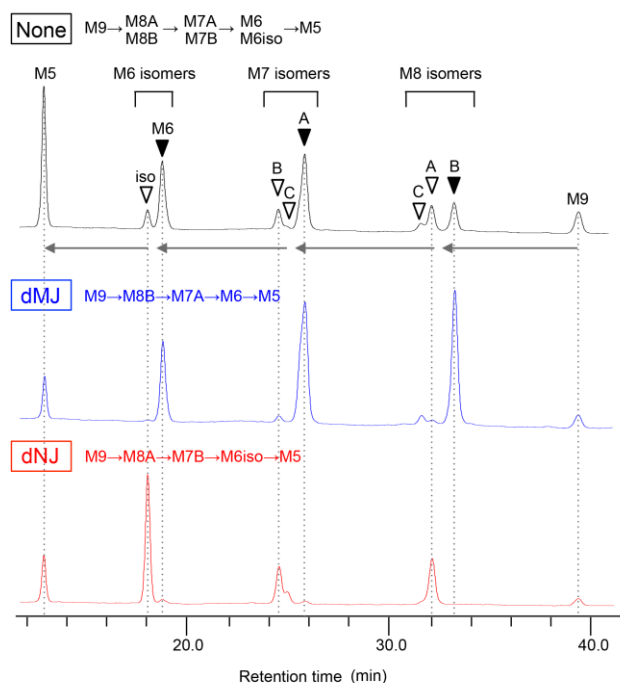 None M9→M8A→M7A→M6→M5
M8B M7B M6iso
M5 M6 isomers M7 isomers M8 isomers
M6 A
iso B C C A B M9
dMJ M9→M8B→M7A→M6→M5
dNJ M9→M8A→M7B→M6iso→M5
20.0 30.0 40.0
Retention time (min)